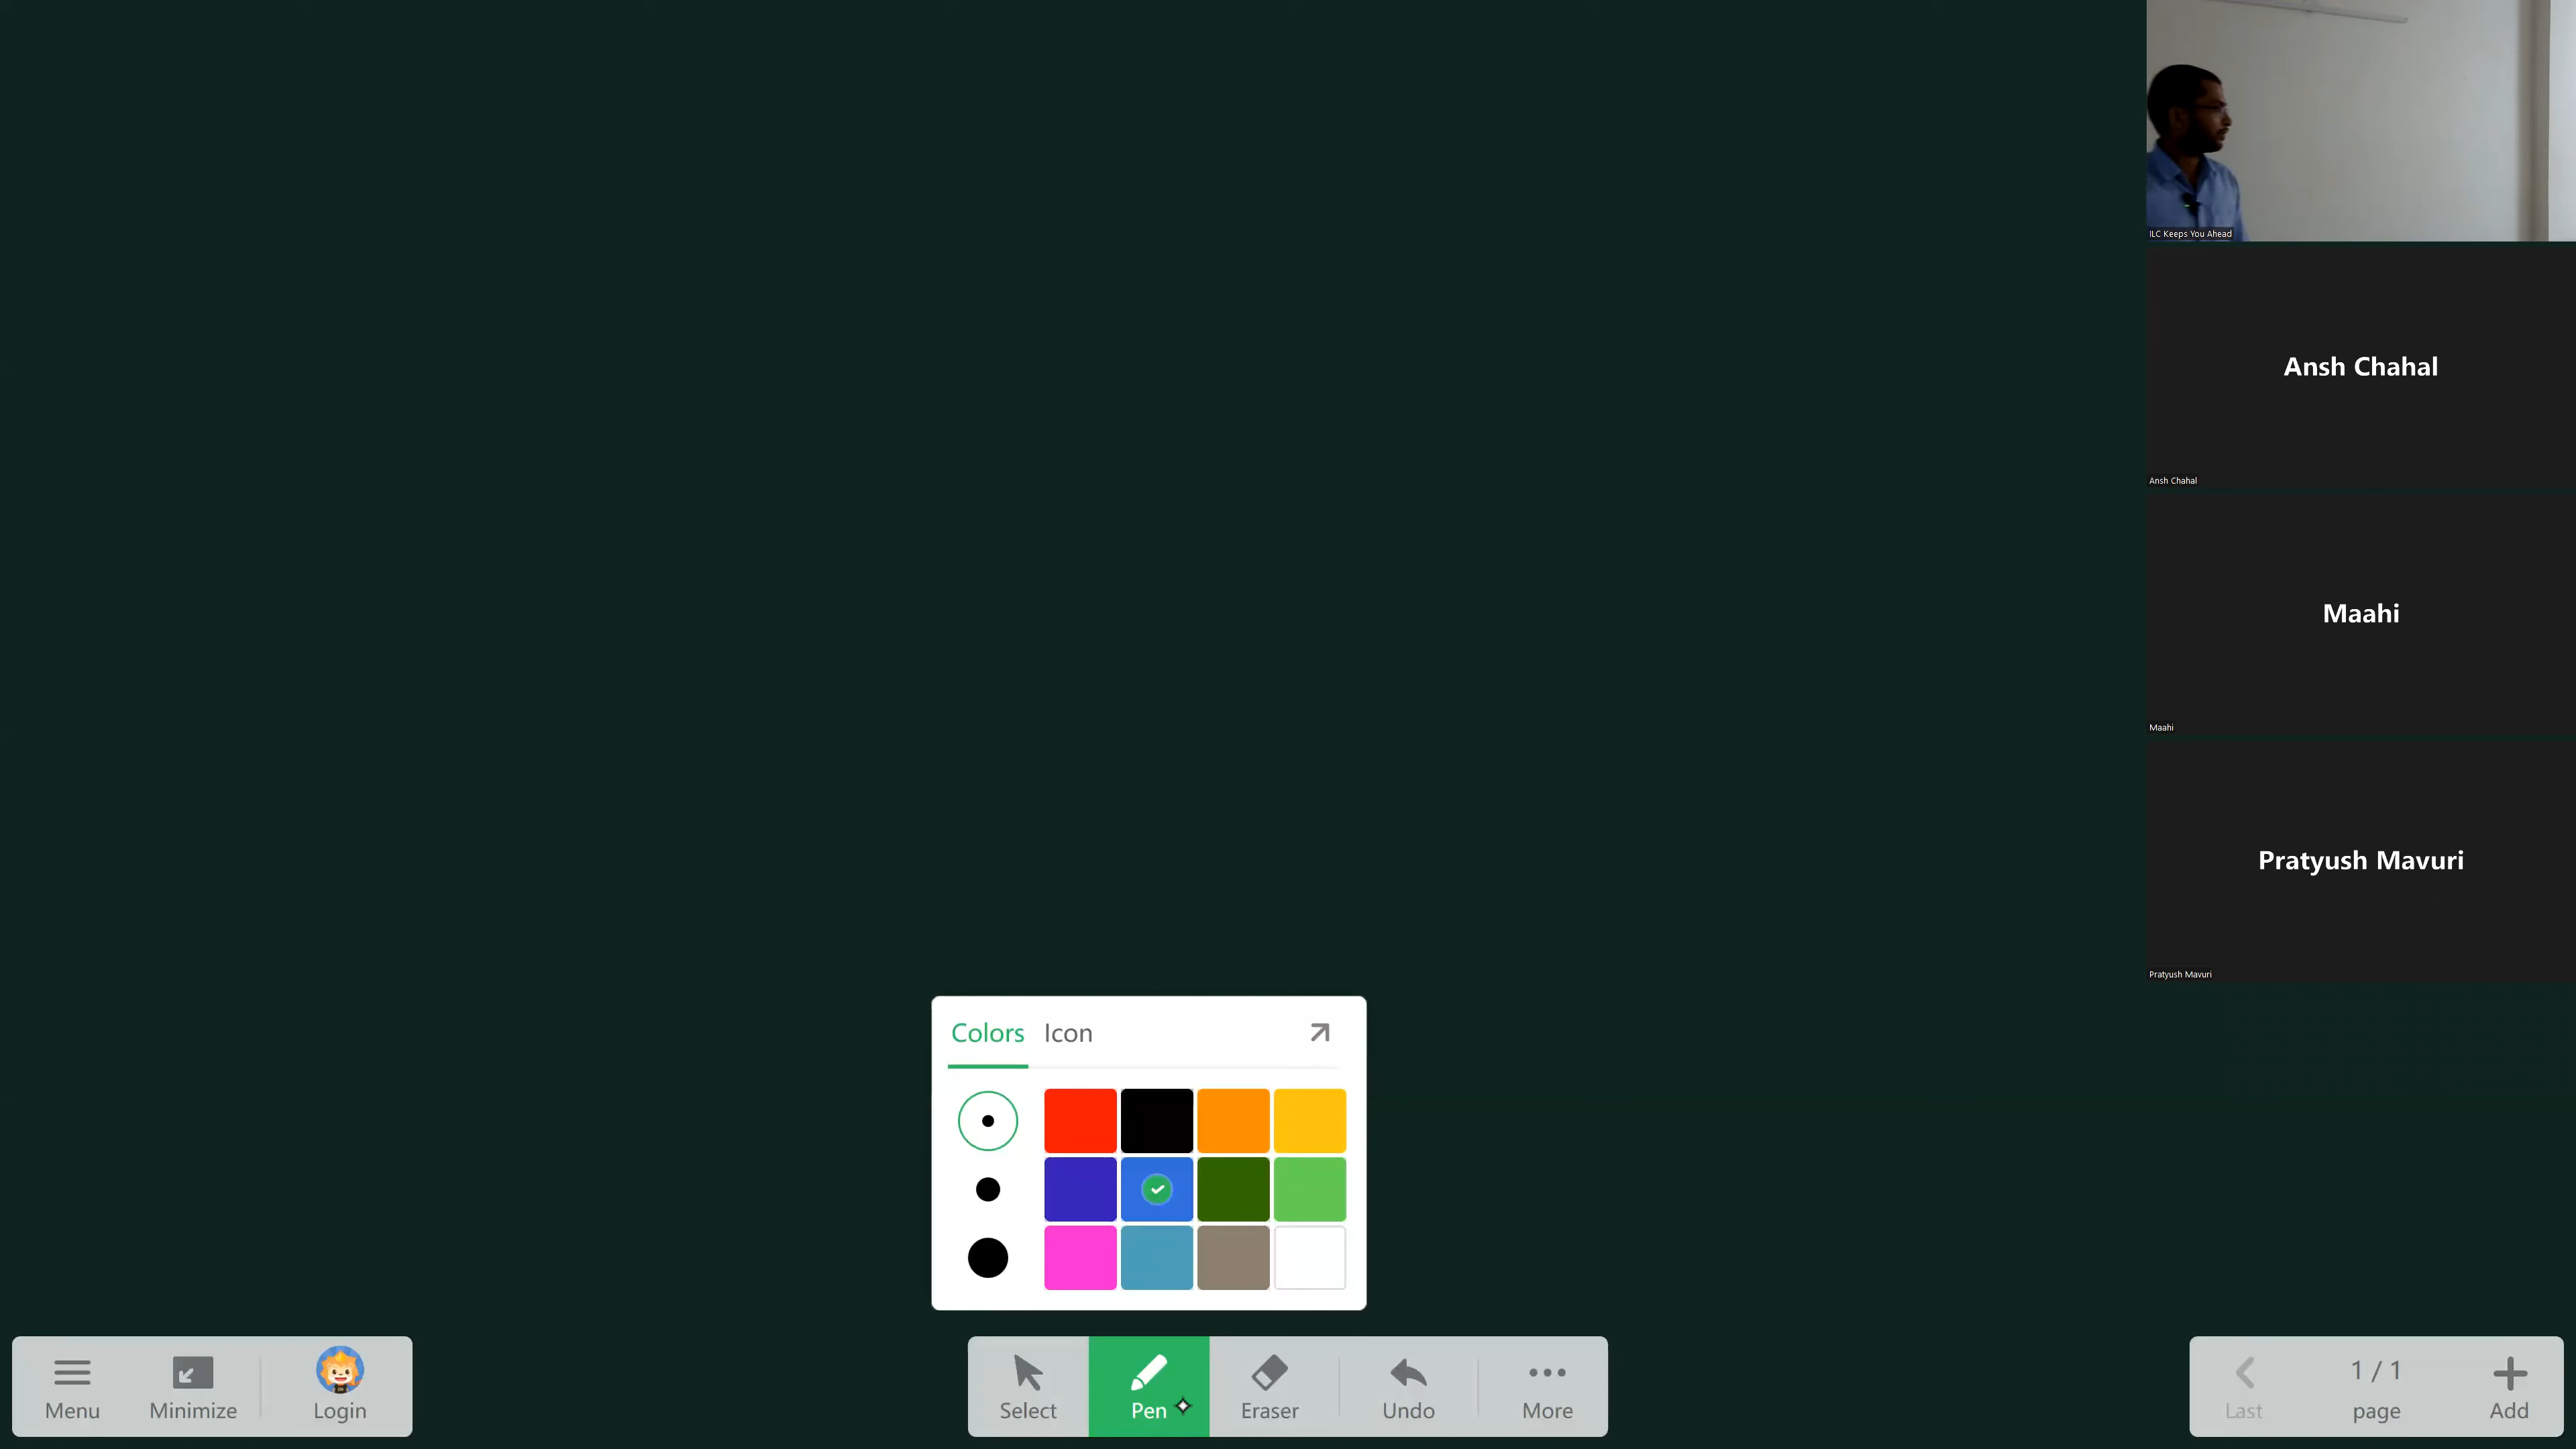 ILC Keeps You Ahead
Ansh Chahal
Ansh Chahal
Maahi
Maahi
Pratyush Mavuri
Pratyush Mavuri
Colors Icon
Menu Minimize Login
Select Pen Eraser Undo More
1 / 1
Last page Add